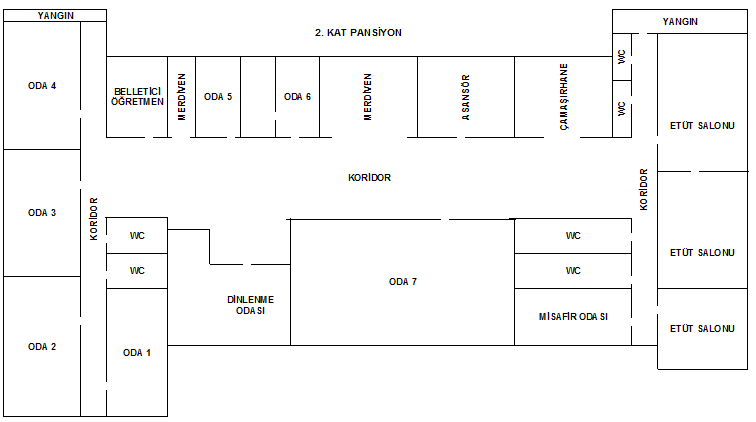 YANGIN
2. KAT PANSİYON
YANGIN
ODA 4
BELLETİCİ
ÖĞRETMEN
MERDİVEN
ODA 5
ODA 6
MERDİVEN
ASANSÖR
ÇAMAŞIRHANE
WC
WC
ETÜT SALONU
KORİDOR
KORİDOR
KORİDOR
ODA 3
WC
WC
WC
WC
ETÜT SALONU
ODA 7
DİNLENME
ODASI
MİSAFİR ODASI
ETÜT SALONU
ODA 2
ODA 1